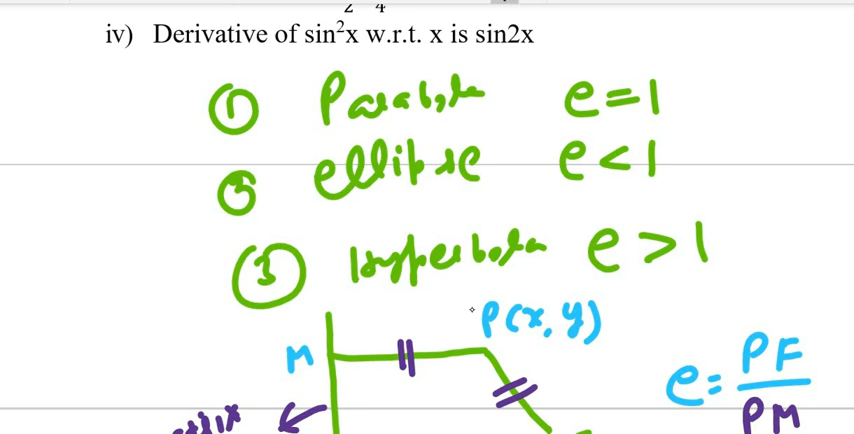 iv) Derivative of sin²x w.r.t. x is sin2x
① Parabola e=1
② ellipse e<1
③ Hyperbola e>1
P(x,y)
M
e= PF
PM